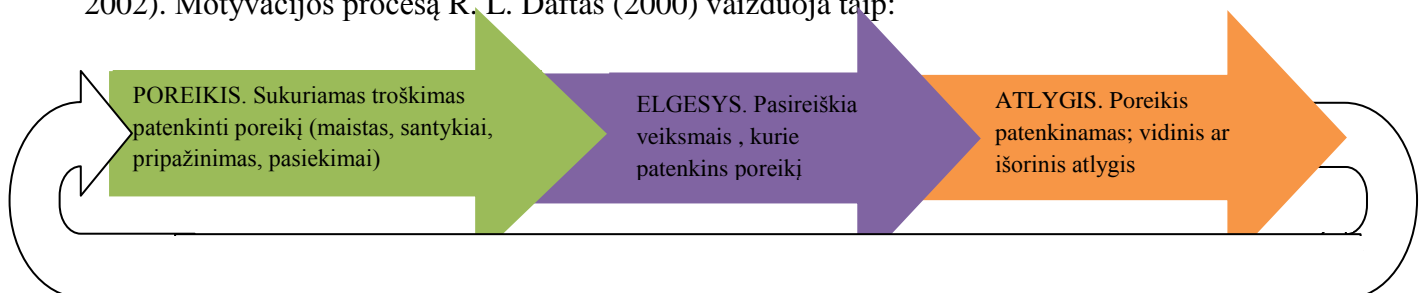 2002). Motyvacijos procesą R. L. Daftas (2000) vaizduoja taip:
POREIKIS. Sukuriamas troškimas
patenkinti poreikį (maistas, santykiai,
pripažinimas, pasiekimai)
ELGESYS. Pasireiškia
veiksmais , kurie
patenkins poreikį
ATLYGIS. Poreikis
patenkinamas; vidinis ar
išorinis atlygis